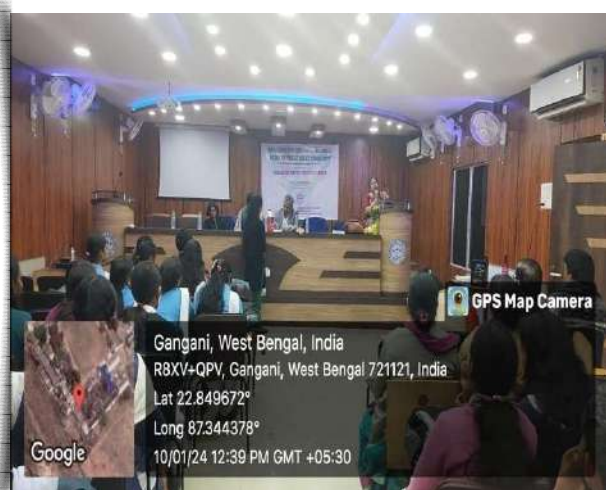 GPS Map Camera
Gangani, West Bengal, India
R8XV+QPV, Gangani, West Bengal 721121, India
Lat 22.849672°
Long 87.344378°
10/01/24 12:39 PM GMT +05:30
Google